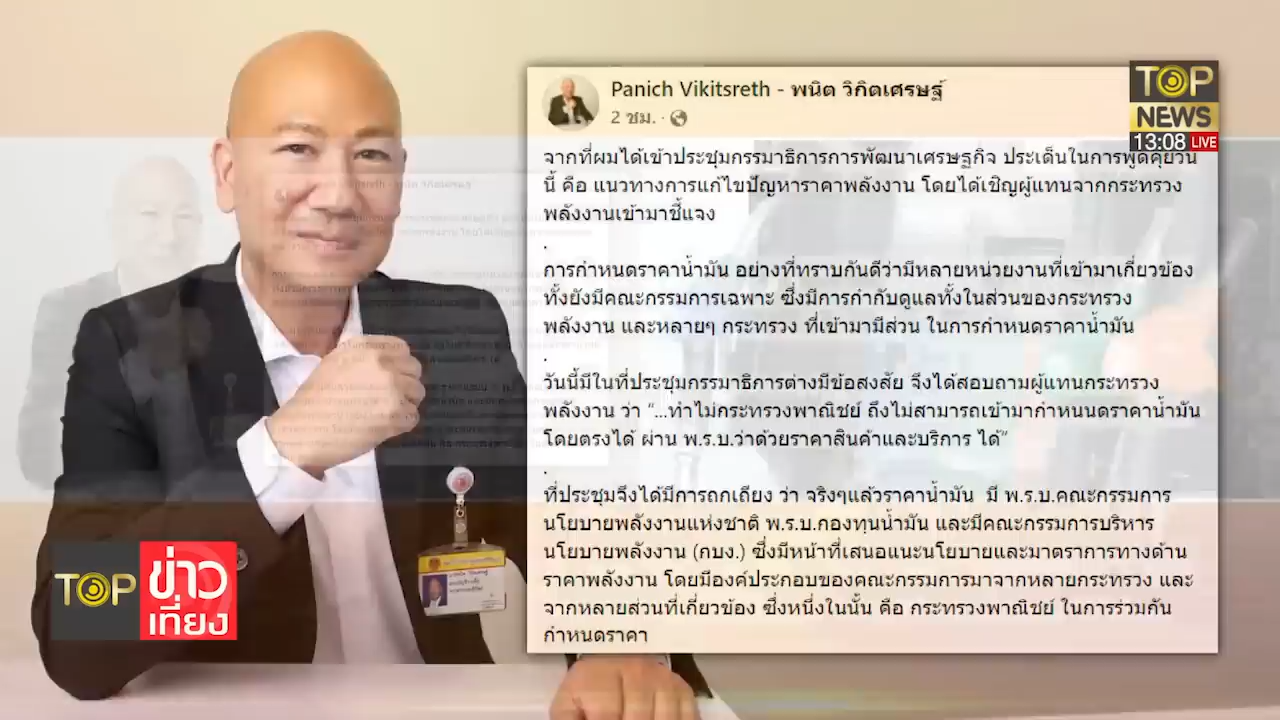 Panich Vikitsreth - พนิต วิกิตเศรษฐ์
2 ชม.
TOP
NEWS
13:08 LIVE
จากที่ผมได้เข้าประชุมกรรมาธิการการพัฒนาเศรษฐกิจ ประเด็นในการพูดคุยวัน
นี้ คือ แนวทางการแก้ไขปัญหาราคาพลังงาน โดยได้เชิญผู้แทนจากกระทรวง
พลังงานเข้ามาชี้แจง
.
การกำหนดราคาน้ำมัน อย่างที่ทราบกันดีว่ามีหลายหน่วยงานที่เข้ามาเกี่ยวข้อง
ทั้งยังมีคณะกรรมการเฉพาะ ซึ่งมีการกำกับดูแลทั้งในส่วนของกระทรวง
พลังงาน และหลายๆ กระทรวง ที่เข้ามามีส่วน ในการกำหนดราคาน้ำมัน
.
วันนี้มีในที่ประชุมกรรมาธิการต่างมีข้อสงสัย จึงได้สอบถามผู้แทนกระทรวง
พลังงาน ว่า “...ทำไม่กระทรวงพาณิชย์ ถึงไม่สามารถเข้ามากำหนนดราคาน้ำมัน
โดยตรงได้ ผ่าน พ.ร.บ.ว่าด้วยราคาสินค้าและบริการ ได้”
.
ที่ประชุมจึงได้มีการถกเถียง ว่า จริงๆแล้วราคาน้ำมัน มี พ.ร.บ.คณะกรรมการ
นโยบายพลังงานแห่งชาติ พ.ร.บ.กองทุนน้ำมัน และมีคณะกรรมการบริหาร
นโยบายพลังงาน (กบง.) ซึ่งมีหน้าที่เสนอแนะนโยบายและมาตราการทางด้าน
ราคาพลังงาน โดยมีองค์ประกอบของคณะกรรมการมาจากหลายกระทรวง และ
จากหลายส่วนที่เกี่ยวข้อง ซึ่งหนึ่งในนั้น คือ กระทรวงพาณิชย์ ในการร่วมกัน
กำหนดราคา
TOP ข่าว
เที่ยง